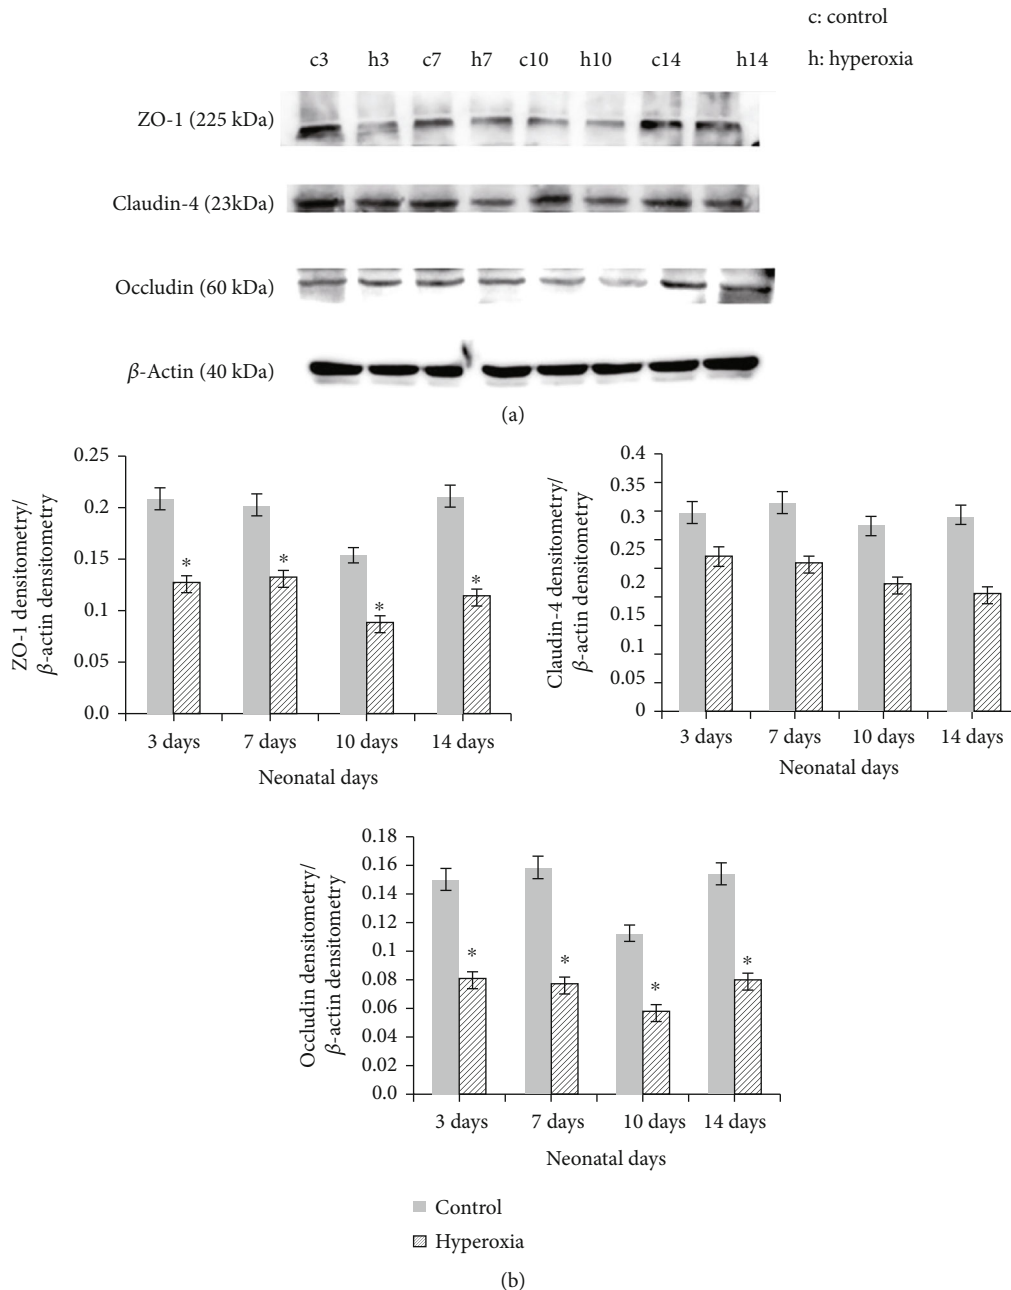 c: control
c3 h3 c7 h7 c10 h10 c14 h14 h: hyperoxia
ZO-1 (225 kDa)
Claudin-4 (23kDa)
Occludin (60 kDa)
β-Actin (40 kDa)
(a)
ZO-1 densitometry/
β-actin densitometry
0.25
0.2
0.15
0.1
0.05
0.0
* * * *
3 days 7 days 10 days 14 days
Neonatal days
Claudin-4 densitometry/
β-actin densitometry
0.4
0.35
0.3
0.25
0.2
0.15
0.1
0.05
0
3 days 7 days 10 days 14 days
Neonatal days
Occludin densitometry/
β-actin densitometry
0.18
0.16
0.14
0.12
0.1
0.08
0.06
0.04
0.02
0.0
* * * *
3 days 7 days 10 days 14 days
Neonatal days
Control
Hyperoxia
(b)